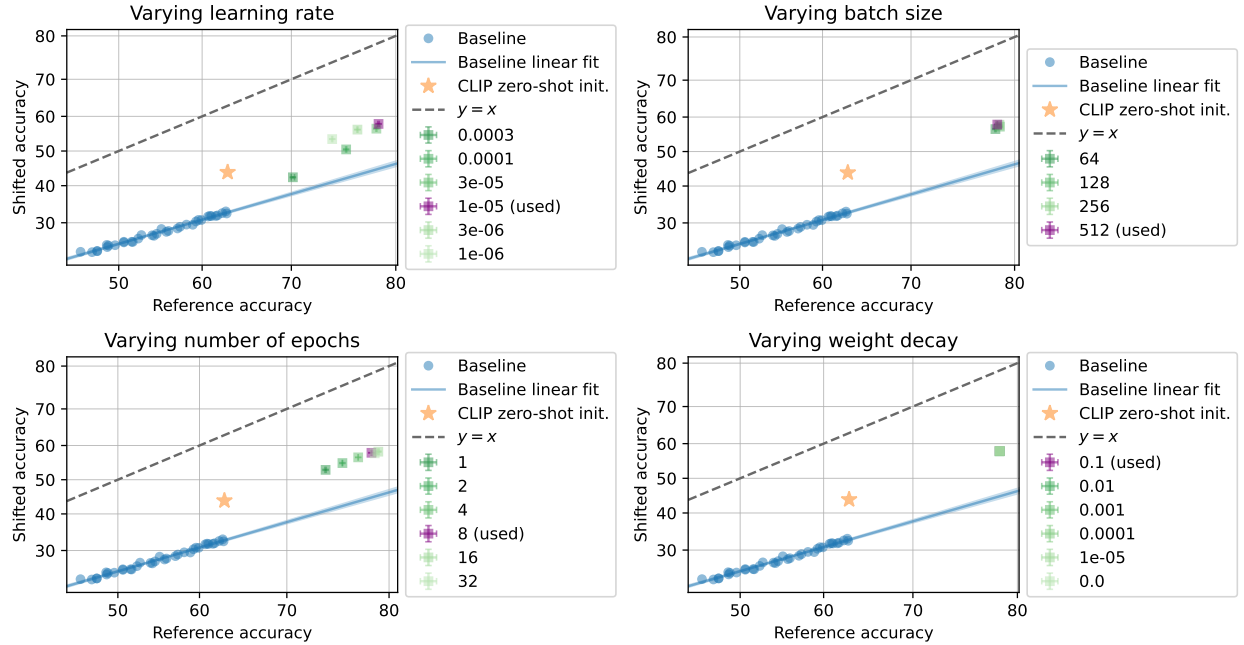 Varying learning rate
80
70
60
50
40
30
50
60
70
80
Shifted accuracy
Reference accuracy
Baseline
Baseline linear fit
CLIP zero-shot init.
y = x
0.0003
0.0001
3e-05
1e-05 (used)
3e-06
1e-06
Varying batch size
80
70
60
50
40
30
50
60
70
80
Shifted accuracy
Reference accuracy
Baseline
Baseline linear fit
CLIP zero-shot init.
y = x
64
128
256
512 (used)
Varying number of epochs
80
70
60
50
40
30
50
60
70
80
Shifted accuracy
Reference accuracy
Baseline
Baseline linear fit
CLIP zero-shot init.
y = x
1
2
4
8 (used)
16
32
Varying weight decay
80
70
60
50
40
30
50
60
70
80
Shifted accuracy
Reference accuracy
Baseline
Baseline linear fit
CLIP zero-shot init.
y = x
0.1 (used)
0.01
0.001
0.0001
1e-05
0.0